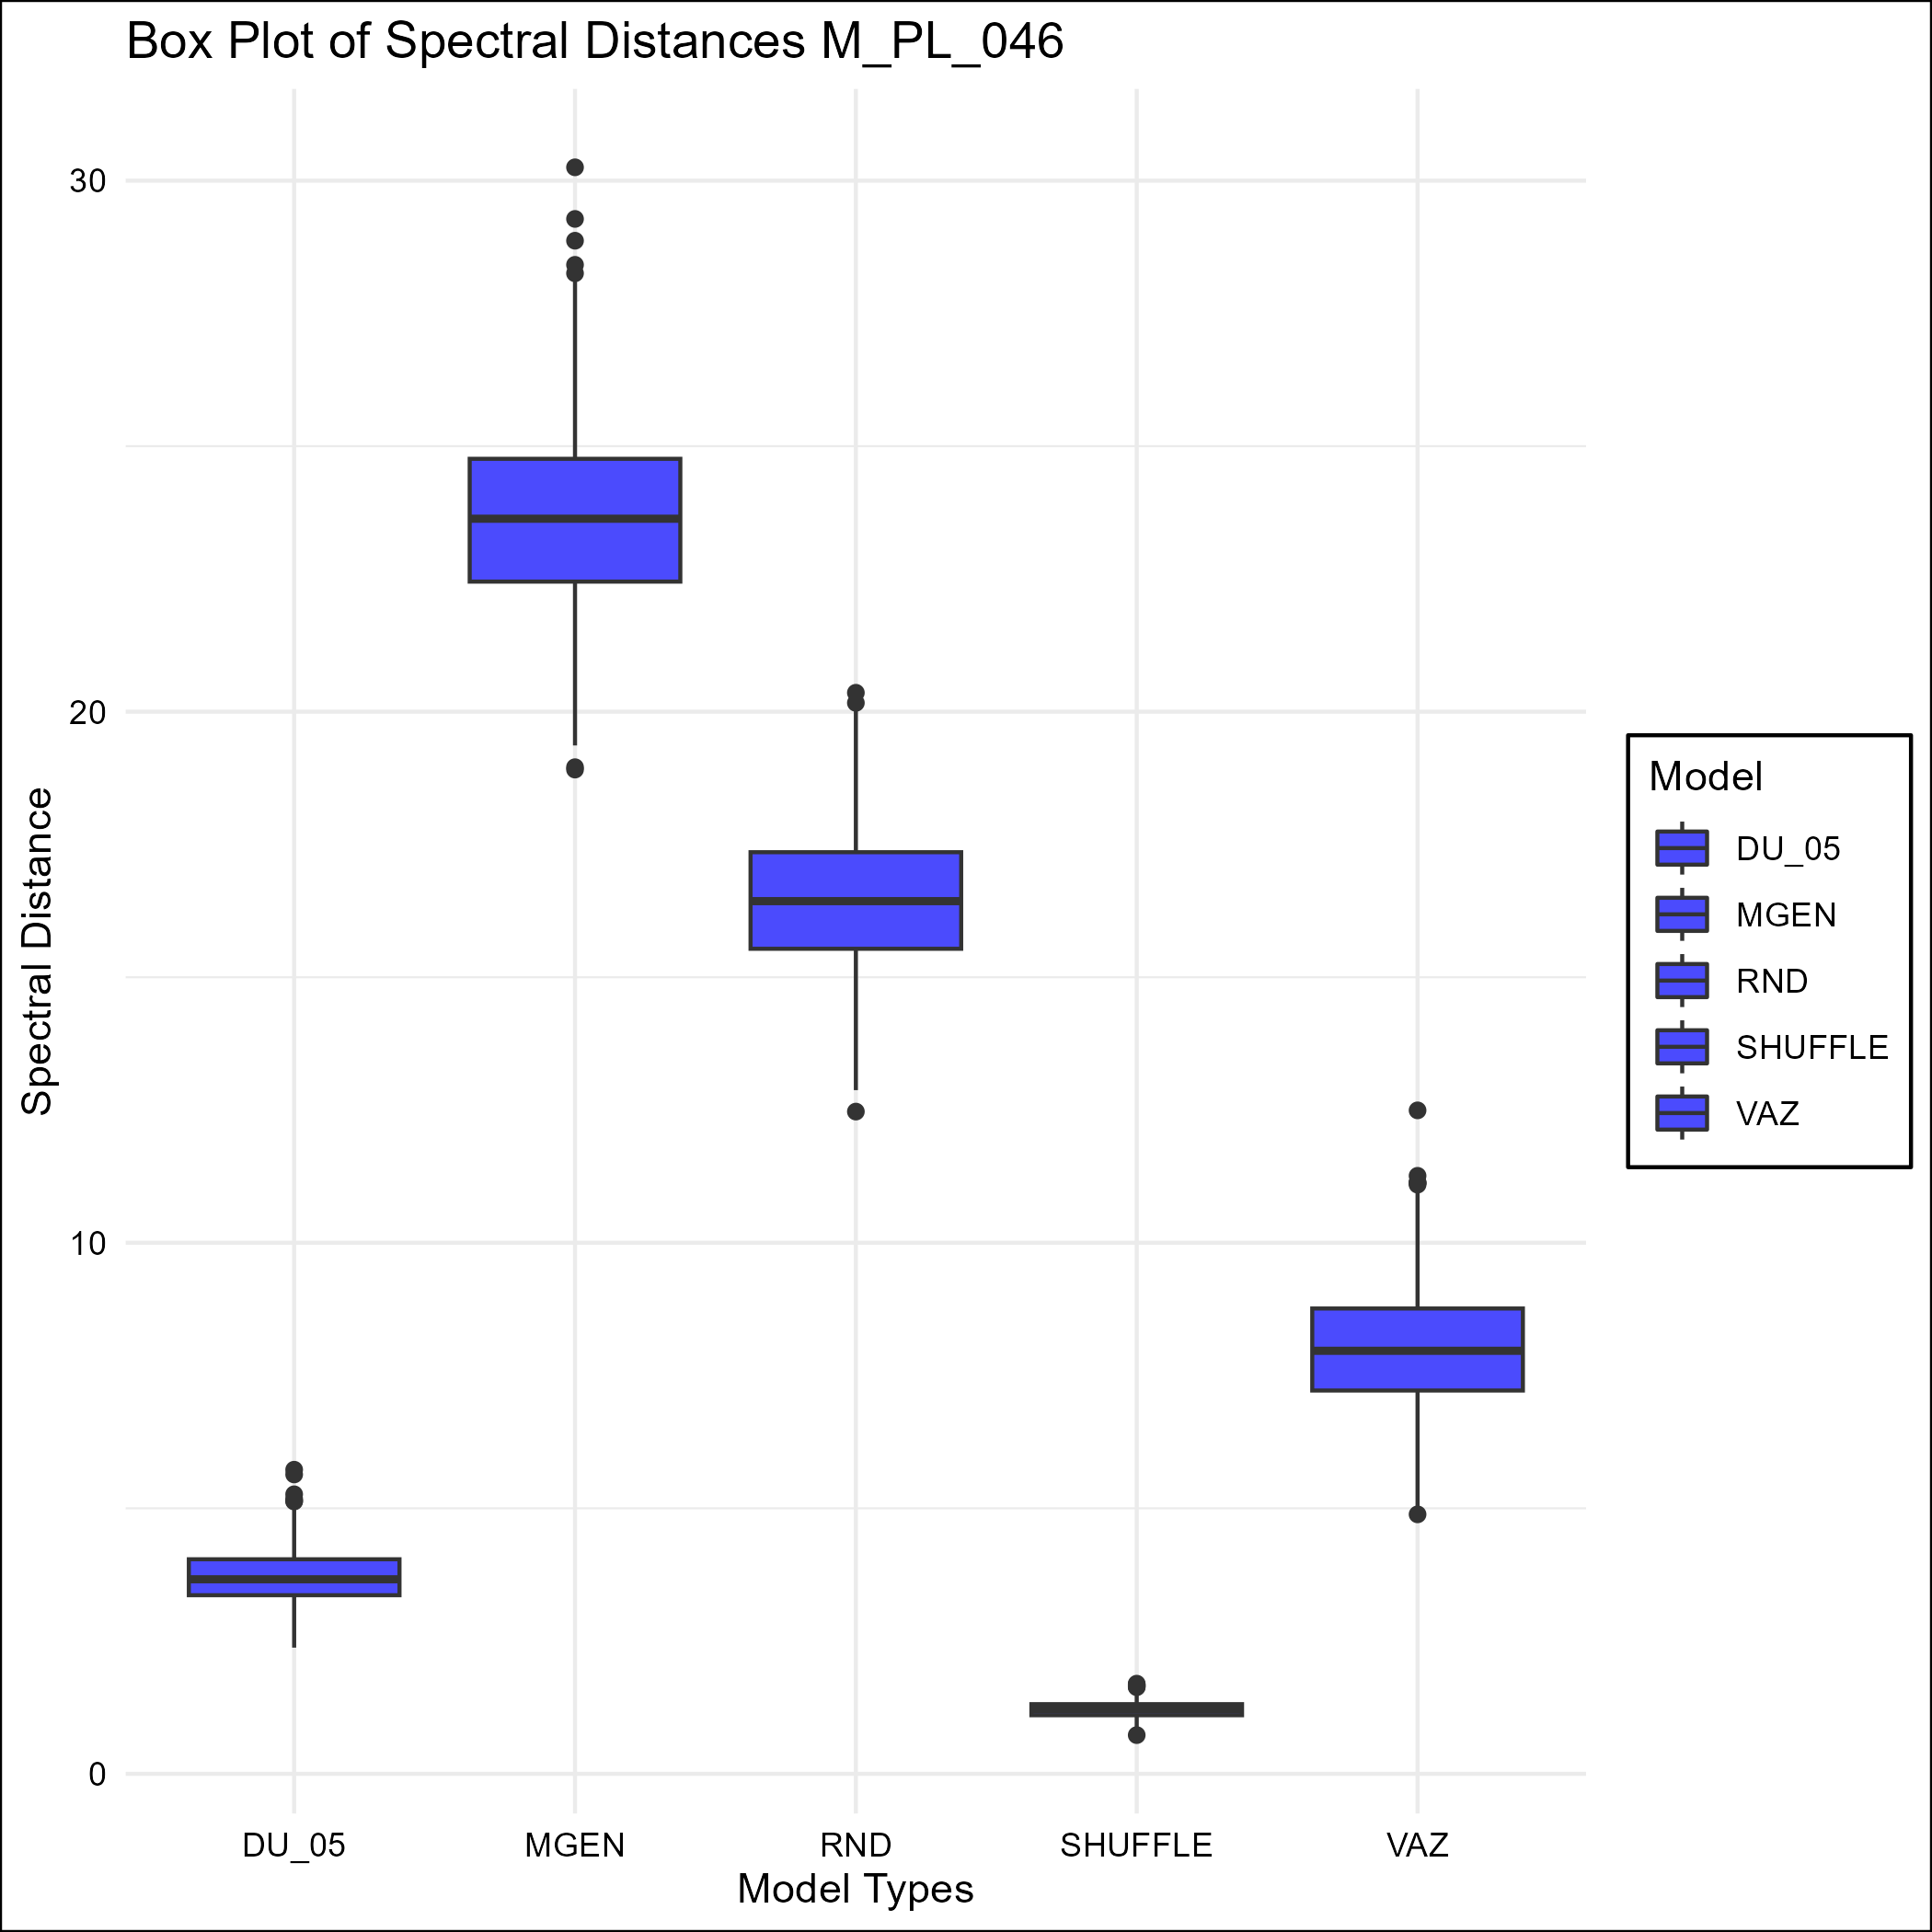 Box Plot of Spectral Distances M_PL_046
30
20
10
0
Spectral Distance
DU_05 MGEN RND SHUFFLE VAZ
Model Types
Model
DU_05
MGEN
RND
SHUFFLE
VAZ